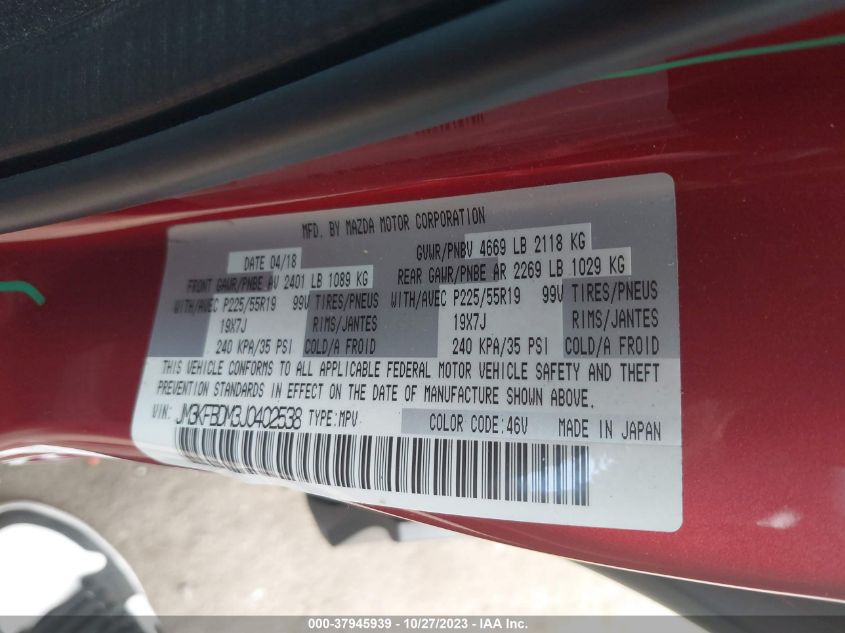 MFD. BY MAZDA MOTOR CORPORATION
DATE 04/18 GVWR/PNBV 4669 LB 2118 KG
FRONT GAWR/PNBE AV 2401 LB 1089 KG REAR GAWR/PNBE AR 2269 LB 1029 KG
WITH/AVEC P225/55R19 99V TIRES/PNEUS WITH/AVEC P225/55R19 99V TIRES/PNEUS
19X7J RIMS/JANTES 19X7J RIMS/JANTES
240 KPA/35 PSI COLD/A FROID 240 KPA/35 PSI COLD/A FROID
THIS VEHICLE CONFORMS TO ALL APPLICABLE FEDERAL MOTOR VEHICLE SAFETY AND THEFT
PREVENTION STANDARDS IN EFFECT ON THE DATE OF MANUFACTURE SHOWN ABOVE.
VIN: JM3KFBDM3J0402538 TYPE:MPV COLOR CODE:46V MADE IN JAPAN
000-37945939 - 10/27/2023 - IAA Inc.